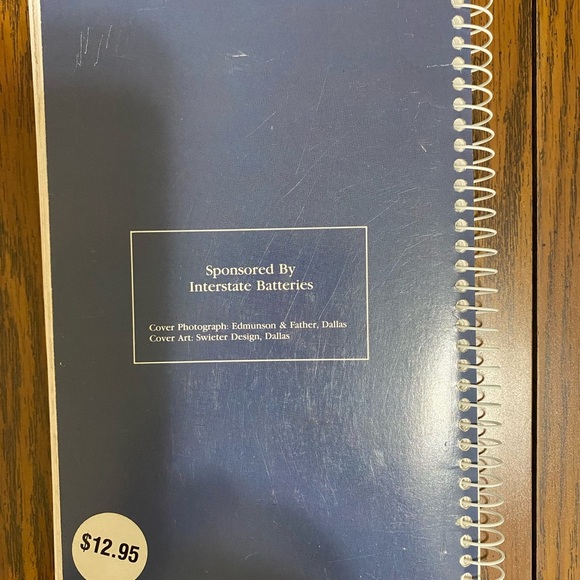 Sponsored By
Interstate Batteries
Cover Photograph: Edmunson & Father, Dallas
Cover Art: Swieter Design, Dallas
$12.95